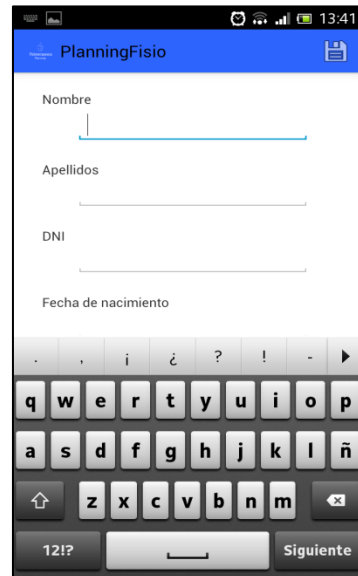 13:41
PlanningFisio
Nombre
Apellidos
DNI
Fecha de nacimiento
. , ¡ ¿ ? ! -
q w e r t y u i o p
a s d f g h j k l ñ
z x c v b n m
12!? Siguiente